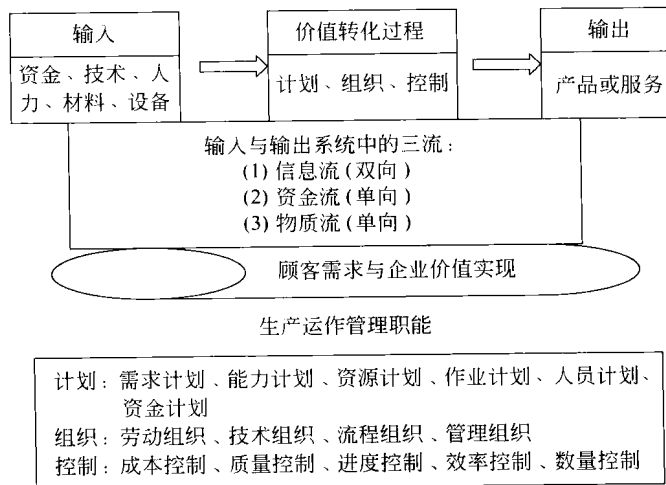 输入
价值转化过程
输出
资金、技术、人
力、材料、设备
计划、组织、控制
产品或服务
输入与输出系统中的三流：
(1) 信息流（双向）
(2) 资金流（单向）
(3) 物质流（单向）
顾客需求与企业价值实现
生产运作管理职能
计划：需求计划、能力计划、资源计划、作业计划、人员计划、
资金计划
组织：劳动组织、技术组织、流程组织、管理组织
控制：成本控制、质量控制、进度控制、效率控制、数量控制